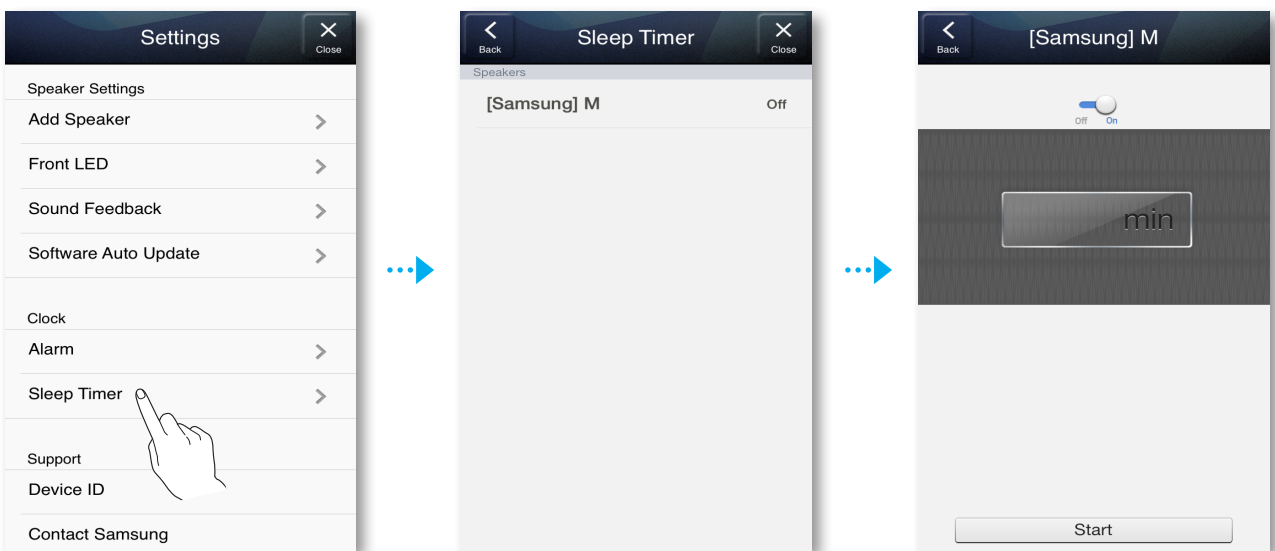 Settings
Close
Speaker Settings
Add Speaker
Front LED
Sound Feedback
Software Auto Update
Clock
Alarm
Sleep Timer
Support
Device ID
Contact Samsung
Back
Sleep Timer
Close
Speakers
[Samsung] M Off
Back
[Samsung] M
Off On
min
Start